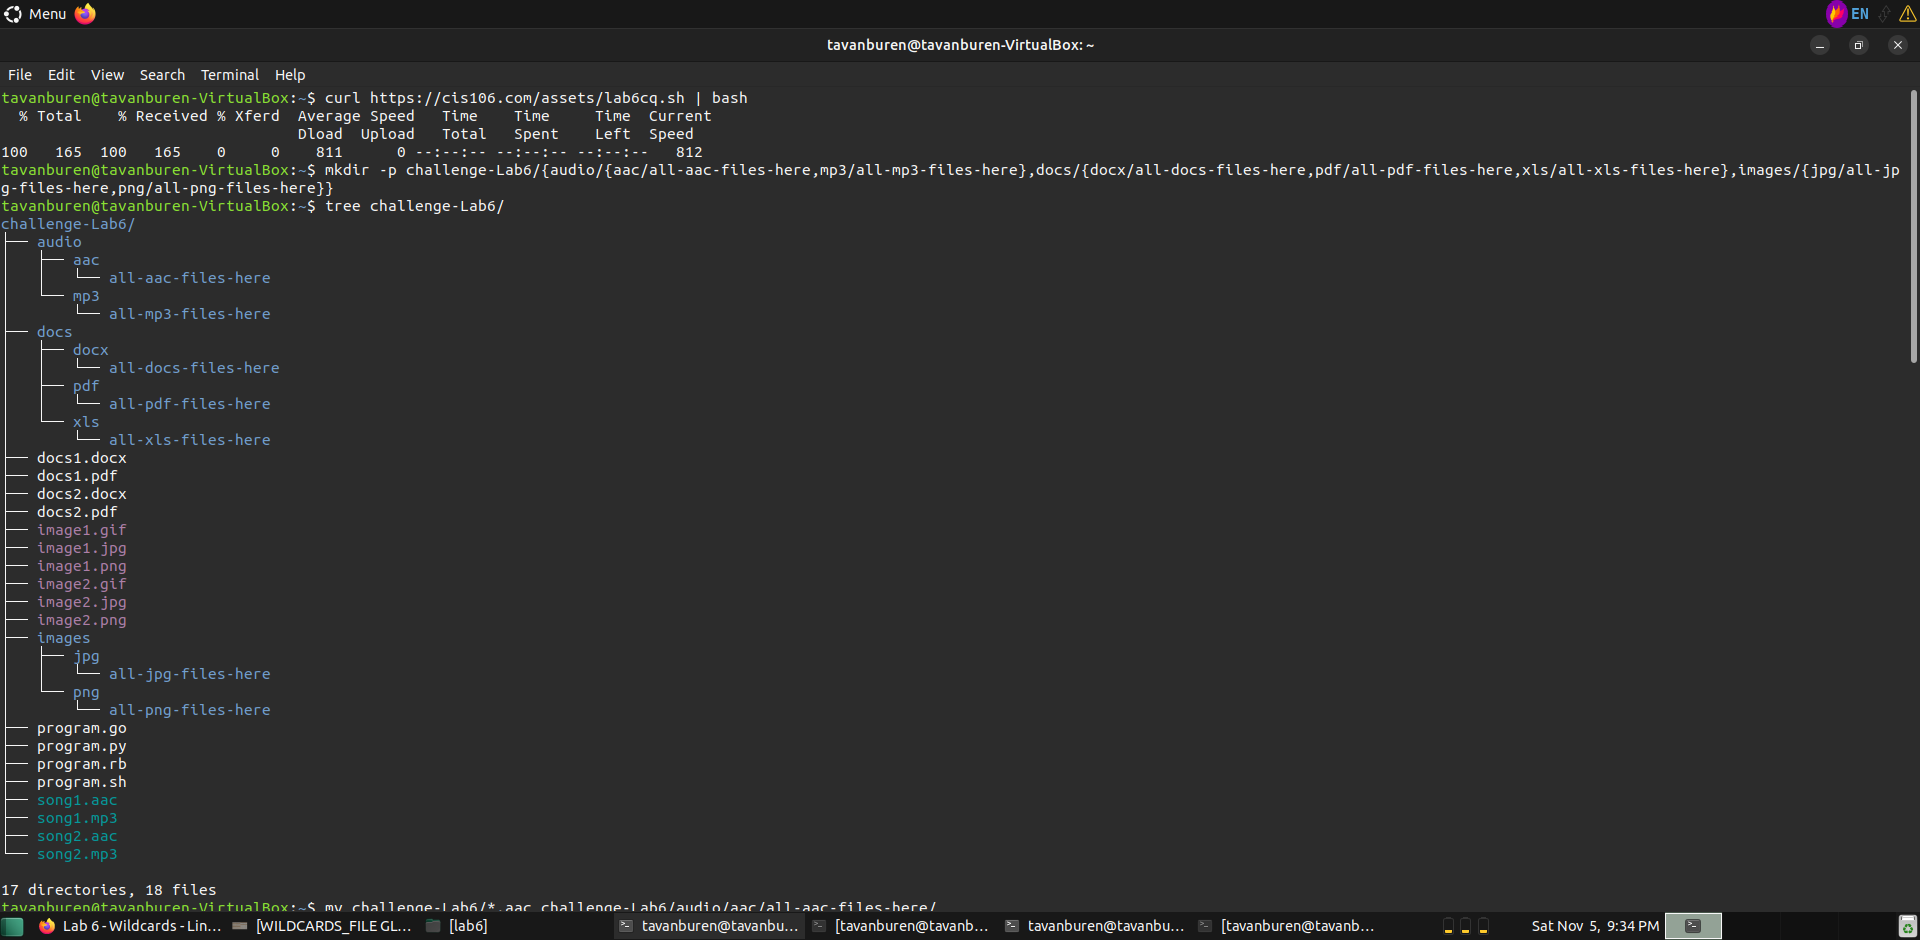 Menu
EN
tavanburen@tavanburen-VirtualBox: ~
File Edit View Search Terminal Help
tavanburen@tavanburen-VirtualBox:~$ curl https://cis106.com/assets/lab6cq.sh | bash
  % Total    % Received % Xferd  Average Speed   Time    Time     Time  Current
                                 Dload  Upload   Total   Spent    Left  Speed
100   165  100   165    0     0    811      0 --:--:-- --:--:-- --:--:--   812
tavanburen@tavanburen-VirtualBox:~$ mkdir -p challenge-Lab6/{audio/{aac/all-aac-files-here,mp3/all-mp3-files-here},docs/{docx/all-docs-files-here,pdf/all-pdf-files-here,xls/all-xls-files-here},images/{jpg/all-jp
g-files-here,png/all-png-files-here}}
tavanburen@tavanburen-VirtualBox:~$ tree challenge-Lab6/
challenge-Lab6/
├── audio
│   ├── aac
│   │   └── all-aac-files-here
│   └── mp3
│       └── all-mp3-files-here
├── docs
│   ├── docx
│   │   └── all-docs-files-here
│   ├── pdf
│   │   └── all-pdf-files-here
│   └── xls
│       └── all-xls-files-here
├── docs1.docx
├── docs1.pdf
├── docs2.docx
├── docs2.pdf
├── image1.gif
├── image1.jpg
├── image1.png
├── image2.gif
├── image2.jpg
├── image2.png
├── images
│   ├── jpg
│   │   └── all-jpg-files-here
│   └── png
│       └── all-png-files-here
├── program.go
├── program.py
├── program.rb
├── program.sh
├── song1.aac
├── song1.mp3
├── song2.aac
└── song2.mp3
17 directories, 18 files
tavanburen@tavanburen-VirtualBox:~$ mv challenge-Lab6/*.aac challenge-Lab6/audio/aac/all-aac-files-here/
Lab 6 - Wildcards - Lin... [WILDCARDS_FILE GL... [lab6] tavanburen@tavanbu... [tavanburen@tavanb... tavanburen@tavanbu... [tavanburen@tavanb... Sat Nov 5, 9:34 PM